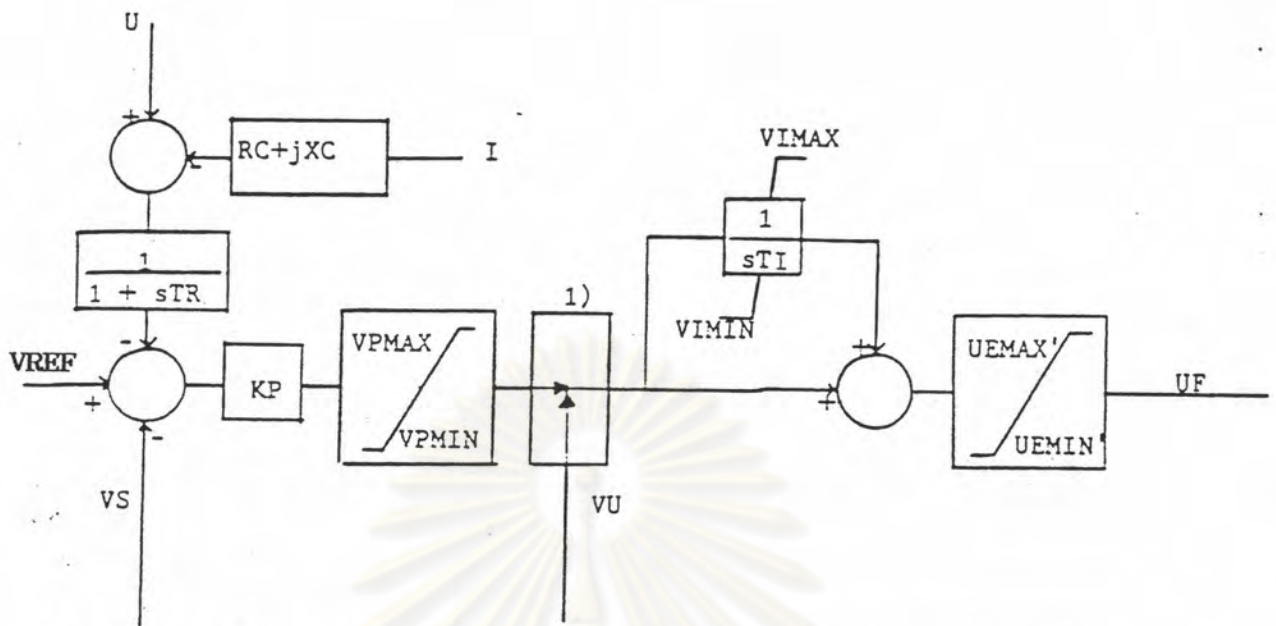 U
RC+jXC
I
VIMAX
1
sTI
VIMIN
1
1 + sTR
1)
VREF
+
-
-
KP
VPMAX
VPMIN
VS
VU
+
-
+
+
UEMAX'
UEMIN'
UF